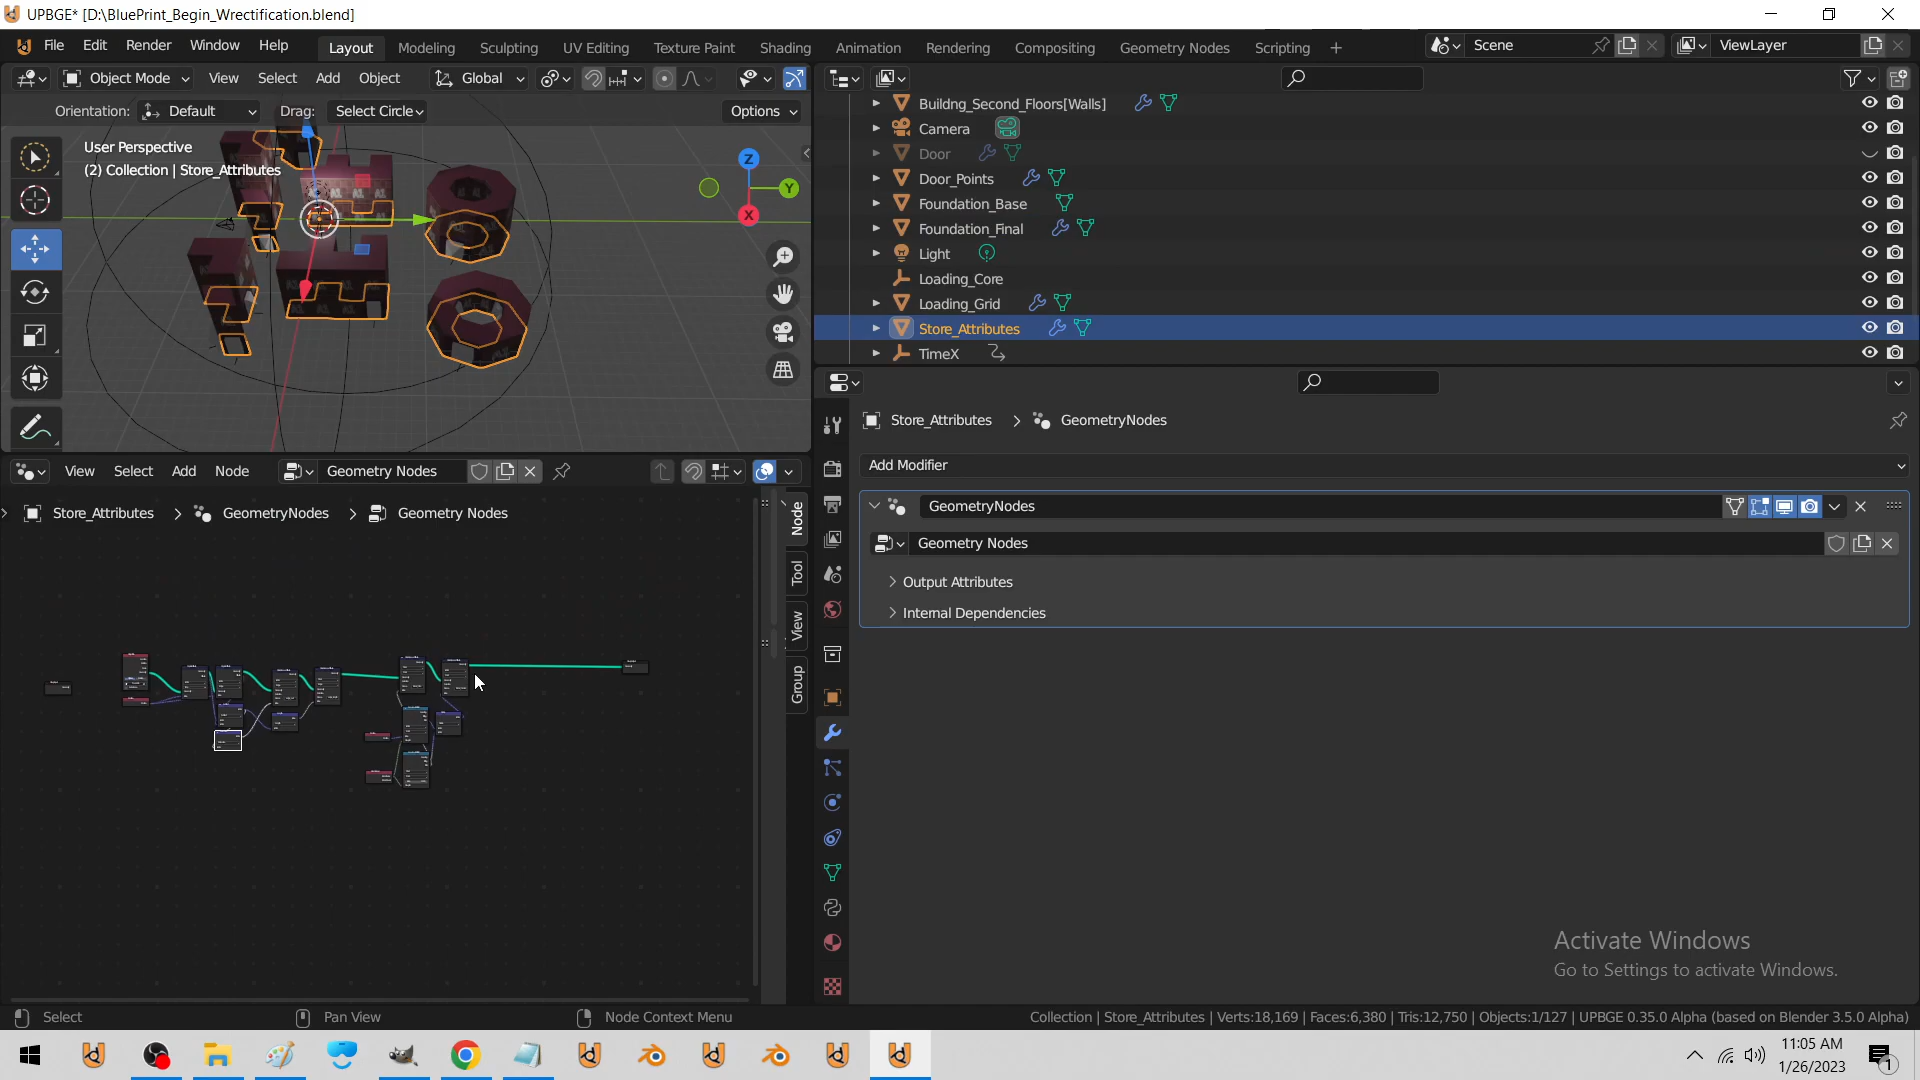 UPBGE* [D:\BluePrint_Begin_Wrectification.blend]
File Edit Render Window Help Layout Modeling Sculpting UV Editing Texture Paint Shading Animation Rendering Compositing Geometry Nodes Scripting + Scene ViewLayer
Object Mode View Select Add Object Global
Orientation: Default Drag: Select Circle Options
User Perspective
(2) Collection | Store_Attributes
Z
Y
X
Buildng_Second_Floors[Walls]
Camera
Door
Door_Points
Foundation_Base
Foundation_Final
Light
Loading_Core
Loading_Grid
Store_Attributes
TimeX
Store_Attributes > GeometryNodes
Add Modifier
GeometryNodes
Geometry Nodes
Output Attributes
Internal Dependencies
View Select Add Node Geometry Nodes
Store_Attributes > GeometryNodes > Geometry Nodes
Node
Tool
View
Group
Activate Windows
Go to Settings to activate Windows.
Select Pan View Node Context Menu Collection | Store_Attributes | Verts:18,169 | Faces:6,380 | Tris:12,750 | Objects:1/127 | UPBGE 0.35.0 Alpha (based on Blender 3.5.0 Alpha)
11:05 AM
1/26/2023
1